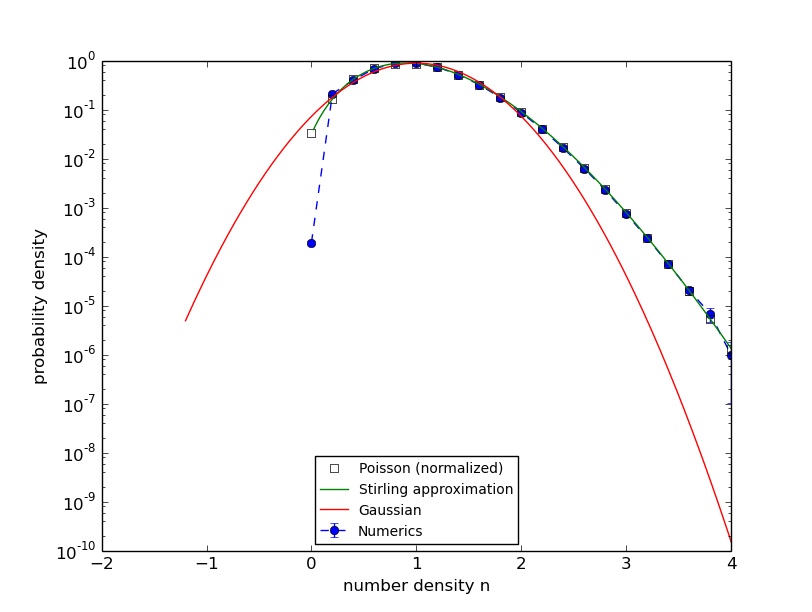 10^0
10^-1
10^-2
10^-3
10^-4
10^-5
10^-6
10^-7
10^-8
10^-9
10^-10
probability density
Poisson (normalized)
Stirling approximation
Gaussian
Numerics
−2 −1 0 1 2 3 4
number density n